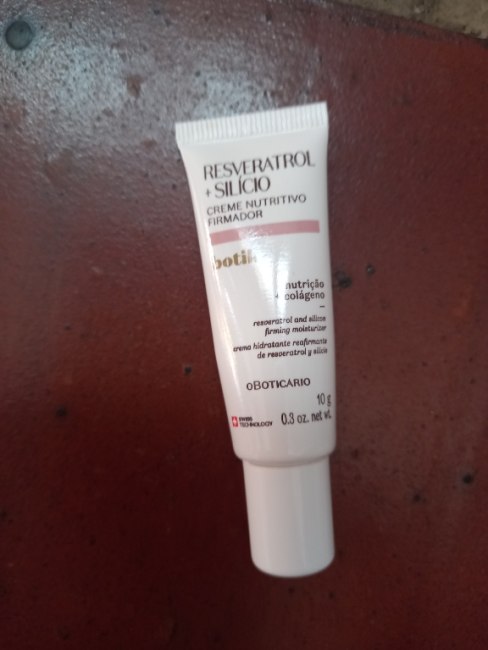 RESVERATROL
+ SILÍCIO
CREME NUTRITIVO
FIRMADOR
nutrição
+ colágeno
resveratrol and silicon
firming moisturizer
crema hidratante reafirmante
de resveratrol y silicio
oBOTICÁRIO
10 g
0.3 oz. net wt.
SWISS
TECHNOLOGY